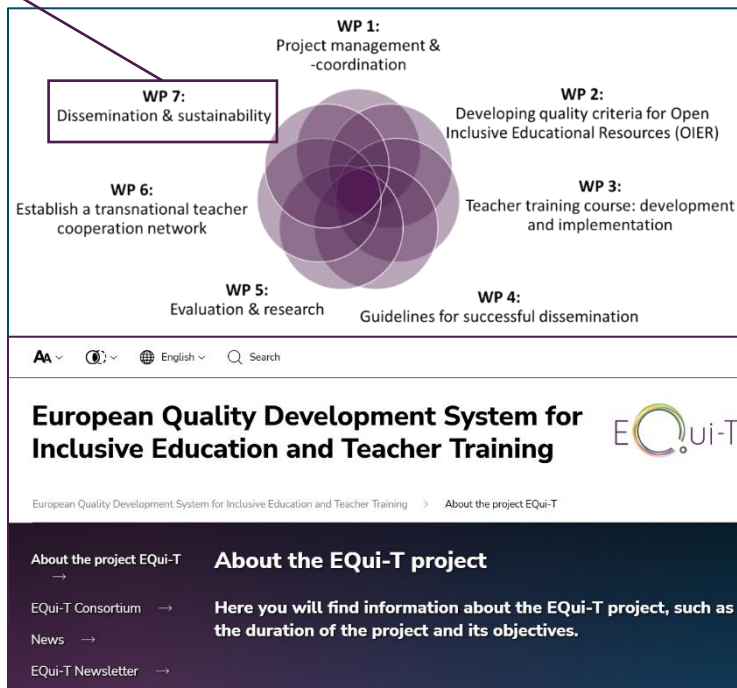 WP 1:
Project management &
-coordination
WP 7:
Dissemination & sustainability
WP 2:
Developing quality criteria for Open
Inclusive Educational Resources (OIER)
WP 6:
Establish a transnational teacher
cooperation network
WP 3:
Teacher training course: development
and implementation
WP 5:
Evaluation & research
WP 4:
Guidelines for successful dissemination
AA
English
Search
European Quality Development System for
Inclusive Education and Teacher Training
EQui-T
European Quality Development System for Inclusive Education and Teacher Training > About the project EQui-T
About the project EQui-T
→
EQui-T Consortium →
News →
EQui-T Newsletter →
About the EQui-T project
Here you will find information about the EQui-T project, such as
the duration of the project and its objectives.